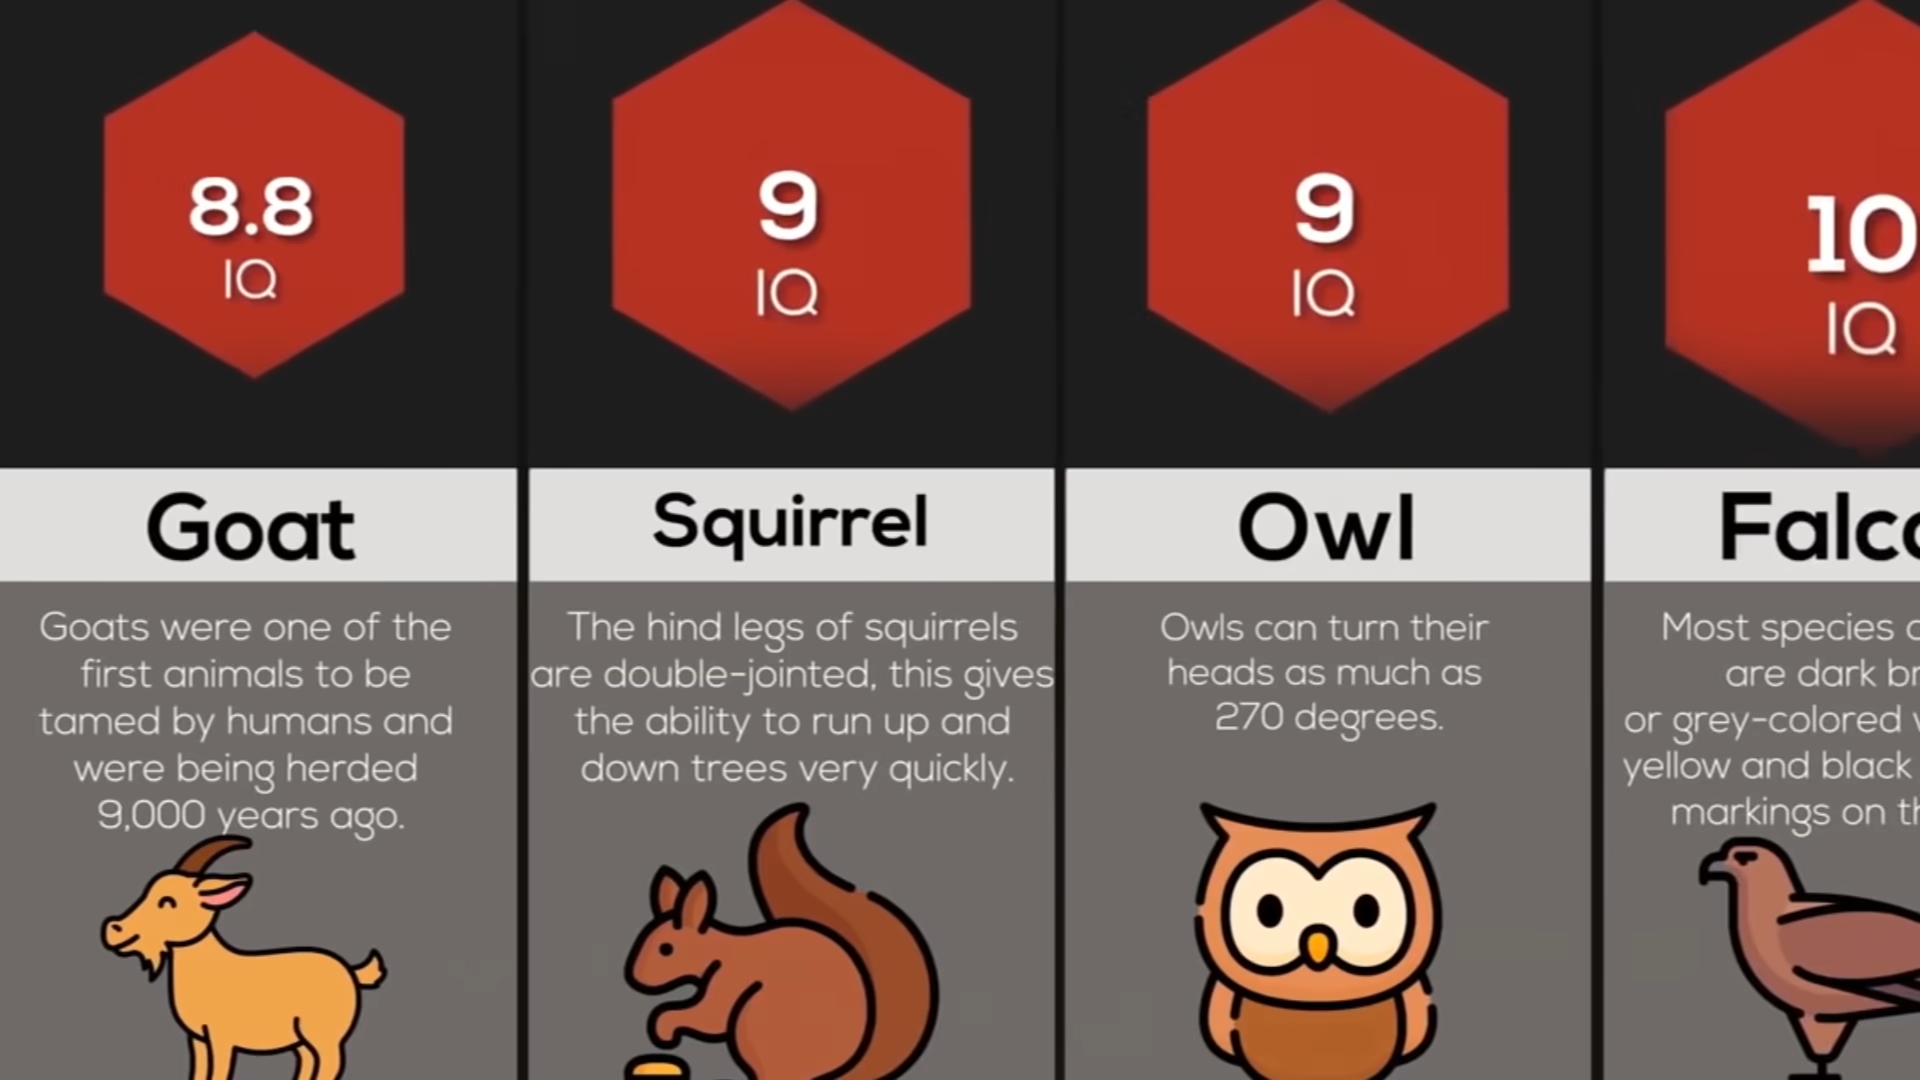 8.8
IQ
Goat
Goats were one of the
first animals to be
tamed by humans and
were being herded
9,000 years ago.
9
IQ
Squirrel
The hind legs of squirrels
are double-jointed, this gives
the ability to run up and
down trees very quickly.
9
IQ
Owl
Owls can turn their
heads as much as
270 degrees.
10
IQ
Most species
are dark
or grey-colored
yellow and black
markings on